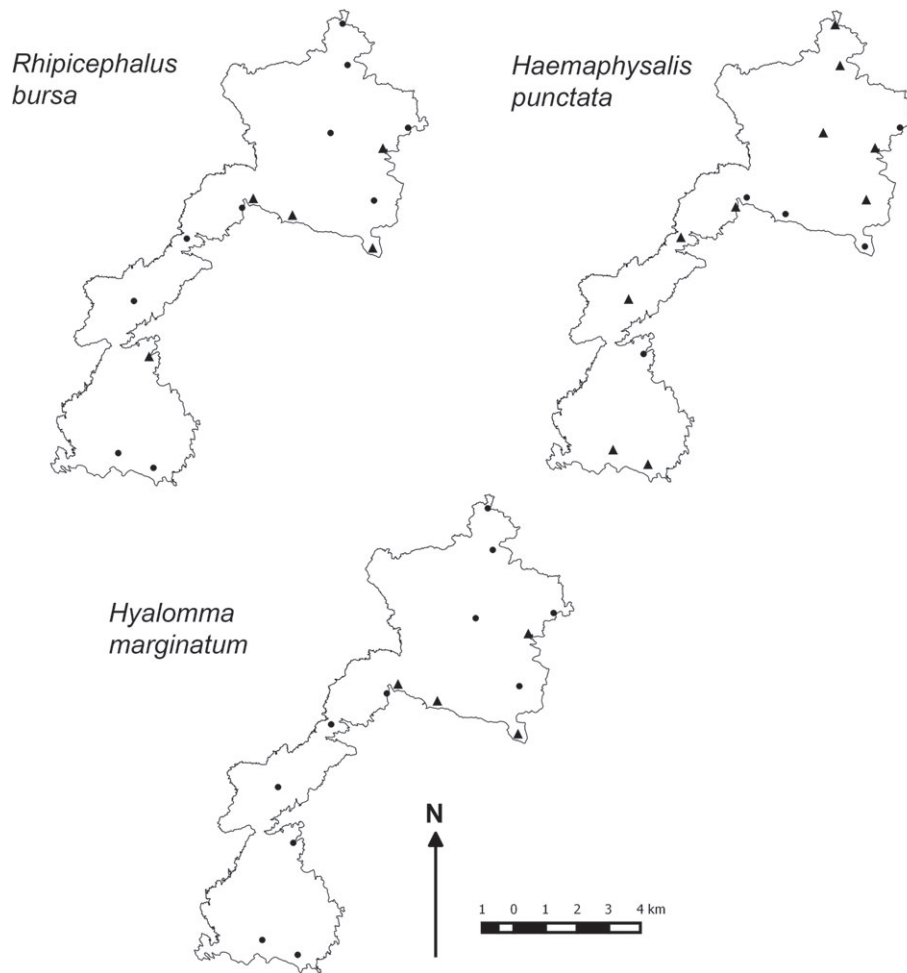 Rhipicephalus
bursa
Haemaphysalis
punctata
Hyalomma
marginatum
N
1 0 1 2 3 4 km